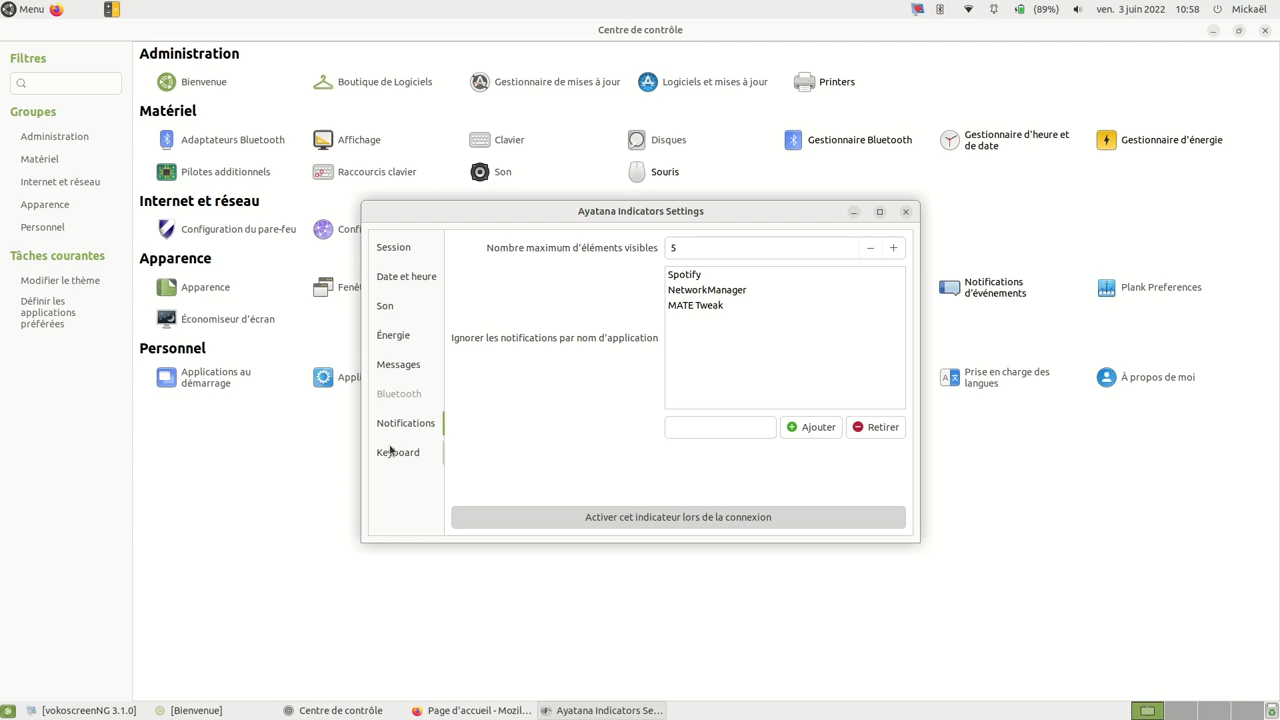 Menu
(89%)
ven. 3 juin 2022
10:58
Mickaël
Centre de contrôle
Filtres
Groupes
Administration
Matériel
Internet et réseau
Apparence
Personnel
Tâches courantes
Modifier le thème
Définir les
applications
préférées
Administration
Bienvenue
Boutique de Logiciels
Gestionnaire de mises à jour
Logiciels et mises à jour
Printers
Matériel
Adaptateurs Bluetooth
Affichage
Clavier
Disques
Gestionnaire Bluetooth
Gestionnaire d'heure et
de date
Gestionnaire d'énergie
Pilotes additionnels
Raccourcis clavier
Son
Souris
Internet et réseau
Configuration du pare-feu
Confi
Apparence
Apparence
Fenêt
Notifications
d'événements
Plank Preferences
Économiseur d'écran
Personnel
Applications au
démarrage
Appli
Prise en charge des
langues
À propos de moi
Ayatana Indicators Settings
Session
Date et heure
Son
Énergie
Messages
Bluetooth
Notifications
Keyboard
Nombre maximum d'éléments visibles
5
Ignorer les notifications par nom d'application
Spotify
NetworkManager
MATE Tweak
Ajouter
Retirer
Activer cet indicateur lors de la connexion
[vokoscreenNG 3.1.0]
[Bienvenue]
Centre de contrôle
Page d'accueil - Mozil...
Ayatana Indicators Se...